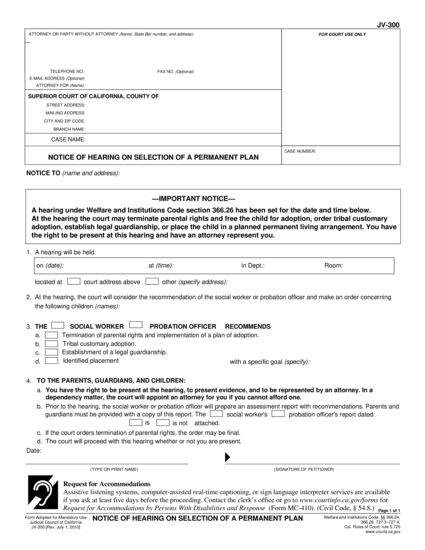 JV-300
ATTORNEY OR PARTY WITHOUT ATTORNEY (Name, State Bar number, and address):
FOR COURT USE ONLY
TELEPHONE NO.: FAX NO. (Optional):
E-MAIL ADDRESS (Optional):
ATTORNEY FOR (Name):
SUPERIOR COURT OF CALIFORNIA, COUNTY OF
STREET ADDRESS:
MAILING ADDRESS:
CITY AND ZIP CODE:
BRANCH NAME:
CASE NAME:
NOTICE OF HEARING ON SELECTION OF A PERMANENT PLAN
CASE NUMBER:
NOTICE TO (name and address):
—IMPORTANT NOTICE—
A hearing under Welfare and Institutions Code section 366.26 has been set for the date and time below.
At the hearing the court may terminate parental rights and free the child for adoption, order tribal customary
adoption, establish legal guardianship, or place the child in a planned permanent living arrangement. You have
the right to be present at this hearing and have an attorney represent you.
1. A hearing will be held
on (date): at (time): in Dept.: Room:
located at court address above other (specify address):
2. At the hearing, the court will consider the recommendation of the social worker or probation officer and make an order concerning
the following children (names):
3. THE SOCIAL WORKER PROBATION OFFICER RECOMMENDS
a. Termination of parental rights and implementation of a plan of adoption.
b. Tribal customary adoption.
c. Establishment of a legal guardianship.
d. Identified placement with a specific goal (specify):
4. TO THE PARENTS, GUARDIANS, AND CHILDREN:
a. You have the right to be present at the hearing, to present evidence, and to be represented by an attorney. In a
dependency matter, the court will appoint an attorney for you if you cannot afford one.
b. Prior to the hearing, the social worker or probation officer will prepare an assessment report with recommendations. Parents and
guardians must be provided with a copy of this report. The social worker's probation officer's report dated:
is is not attached.
c. If the court orders termination of parental rights, the order may be final.
d. The court will proceed with this hearing whether or not you are present.
Date:
(TYPE OR PRINT NAME) (SIGNATURE OF PETITIONER)
Request for Accommodations
Assistive listening systems, computer-assisted real-time captioning, or sign language interpreter services are available
if you ask at least five days before the proceeding. Contact the clerk's office or go to www.courtinfo.ca.gov/forms for
Request for Accommodations by Persons With Disabilities and Response (Form MC-410). (Civil Code, § 54.8.)
Page 1 of 1
Form Adopted for Mandatory Use
Judicial Council of California
JV-300 [Rev. July 1, 2010]
NOTICE OF HEARING ON SELECTION OF A PERMANENT PLAN
Welfare and Institutions Code, §§ 366.24,
366.26, 727.3–727.4;
Cal. Rules of Court, rule 5.725
www.courts.ca.gov